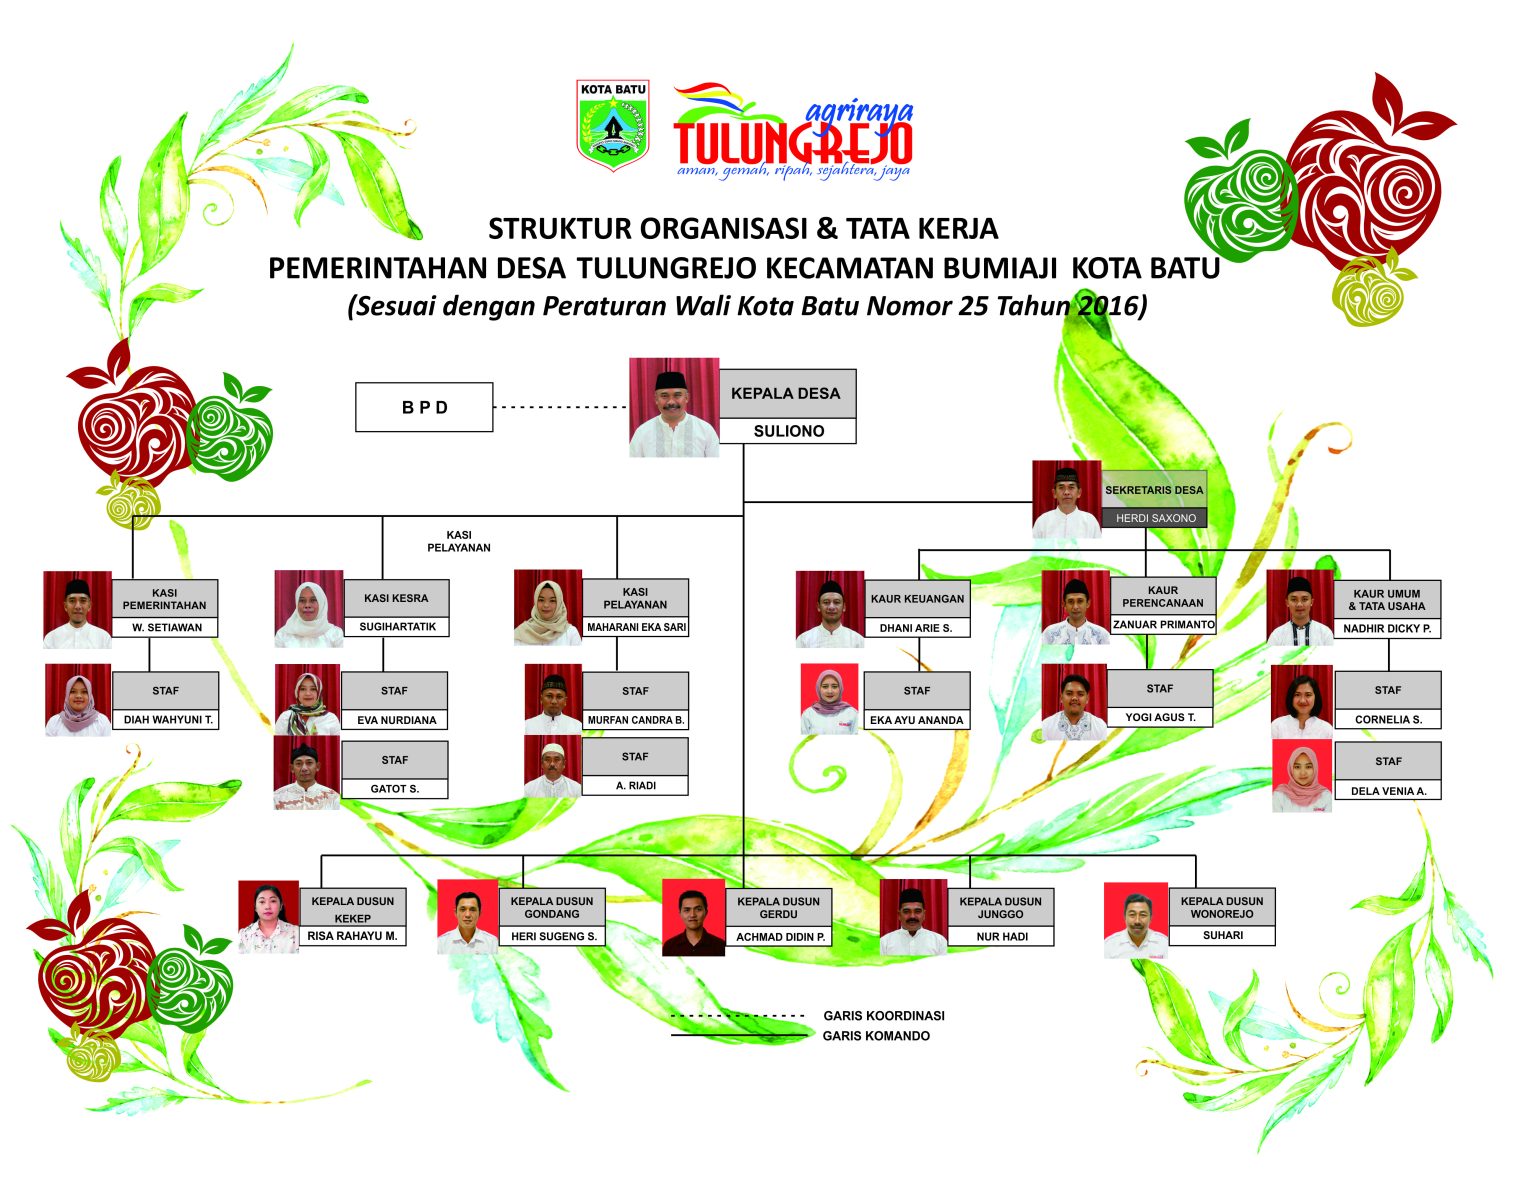 KOTA BATU
agriraya
TULUNGREJO
aman, gemah, ripah, sejahtera, jaya
STRUKTUR ORGANISASI & TATA KERJA
PEMERINTAHAN DESA TULUNGREJO KECAMATAN BUMIAJI KOTA BATU
(Sesuai dengan Peraturan Wali Kota Batu Nomor 25 Tahun 2016)
B P D
KEPALA DESA
SULIONO
SEKRETARIS DESA
HERDI SAXONO
KASI
PELAYANAN
KASI
PEMERINTAHAN
W. SETIAWAN
KASI KESRA
SUGIHARTATIK
KASI
PELAYANAN
MAHARANI EKA SARI
KAUR KEUANGAN
DHANI ARIE S.
KAUR
PERENCANAAN
ZANUAR PRIMANTO
KAUR UMUM
& TATA USAHA
NADHIR DICKY P.
STAF
DIAH WAHYUNI T.
STAF
EVA NURDIANA
STAF
MURFAN CANDRA B.
STAF
EKA AYU ANANDA
STAF
YOGI AGUS T.
STAF
CORNELIA S.
STAF
GATOT S.
STAF
A. RIADI
STAF
DELA VENIA A.
KEPALA DUSUN
KEKEP
RISA RAHAYU M.
KEPALA DUSUN
GONDANG
HERI SUGENG S.
KEPALA DUSUN
GERDU
ACHMAD DIDIN P.
KEPALA DUSUN
JUNGGO
NUR HADI
KEPALA DUSUN
WONOREJO
SUHARI
GARIS KOORDINASI
GARIS KOMANDO